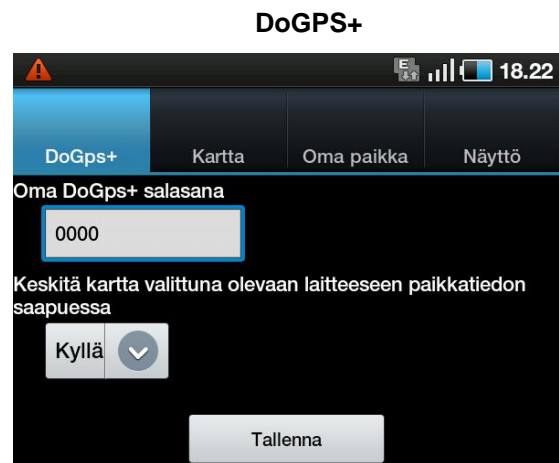 DoGPS+
E 18.22
DoGps+ Kartta Oma paikka Näyttö
Oma DoGps+ salasana
0000
Keskitä kartta valittuna olevaan laitteeseen paikkatiedon
saapuessa
Kyllä
Tallenna